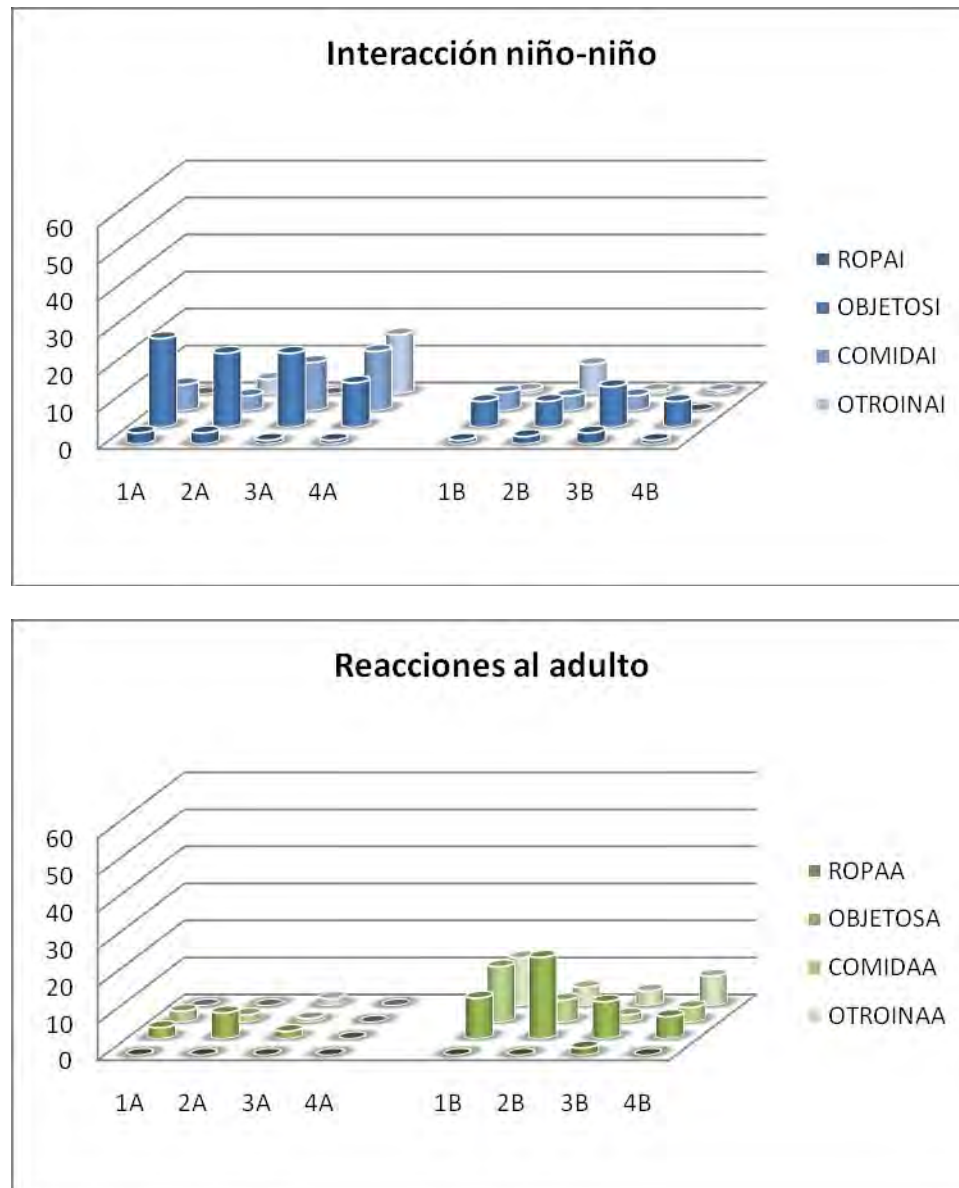 Interacción niño-niño
60
50
40
30
20
10
0
1A 2A 3A 4A 1B 2B 3B 4B
ROPAI
OBJETOSI
COMIDAI
OTROINAI
Reacciones al adulto
60
50
40
30
20
10
0
1A 2A 3A 4A 1B 2B 3B 4B
ROPAA
OBJETOSA
COMIDAA
OTROINAA